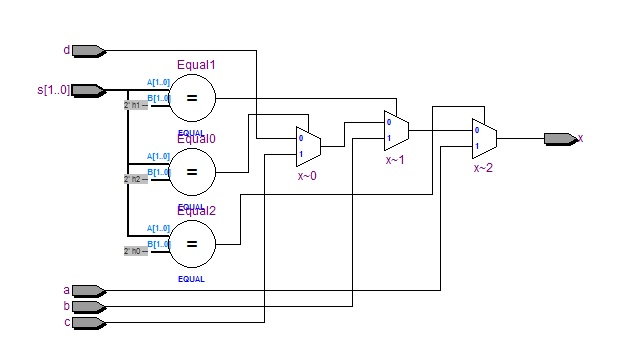 d
Equal1
s[1..0]
A[1..0]
B[1..0]
2' h1
=
EQUAL
0
1
x~0
0
1
x~1
0
1
x~2
x
Equal0
A[1..0]
B[1..0]
2' h2
=
EQUAL
Equal2
A[1..0]
B[1..0]
2' h0
=
EQUAL
a
b
c